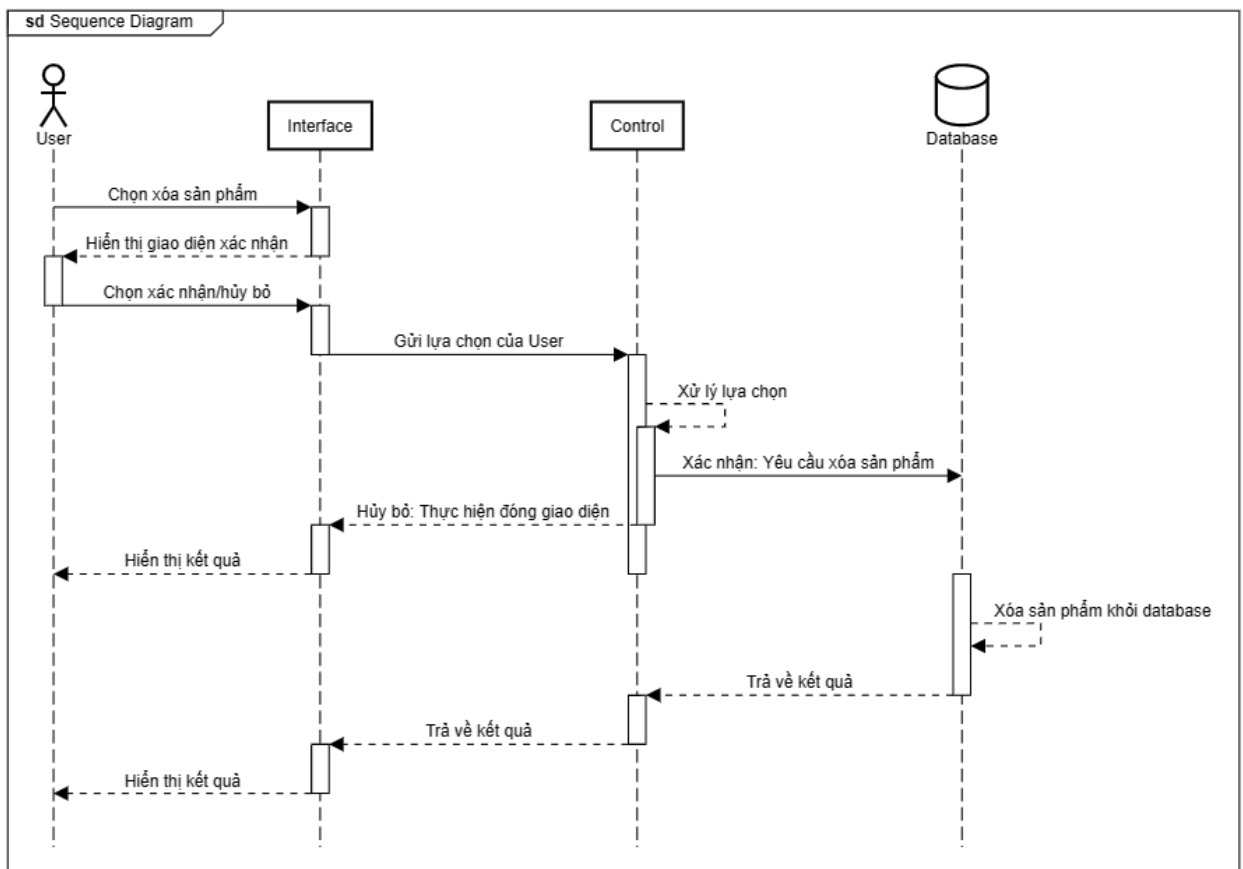 sd Sequence Diagram
User
Interface
Control
Database
Chọn xóa sản phẩm
Hiển thị giao diện xác nhận
Chọn xác nhận/hủy bỏ
Gửi lựa chọn của User
Xử lý lựa chọn
Xác nhận: Yêu cầu xóa sản phẩm
Hủy bỏ: Thực hiện đóng giao diện
Hiển thị kết quả
Xóa sản phẩm khỏi database
Trả về kết quả
Trả về kết quả
Hiển thị kết quả